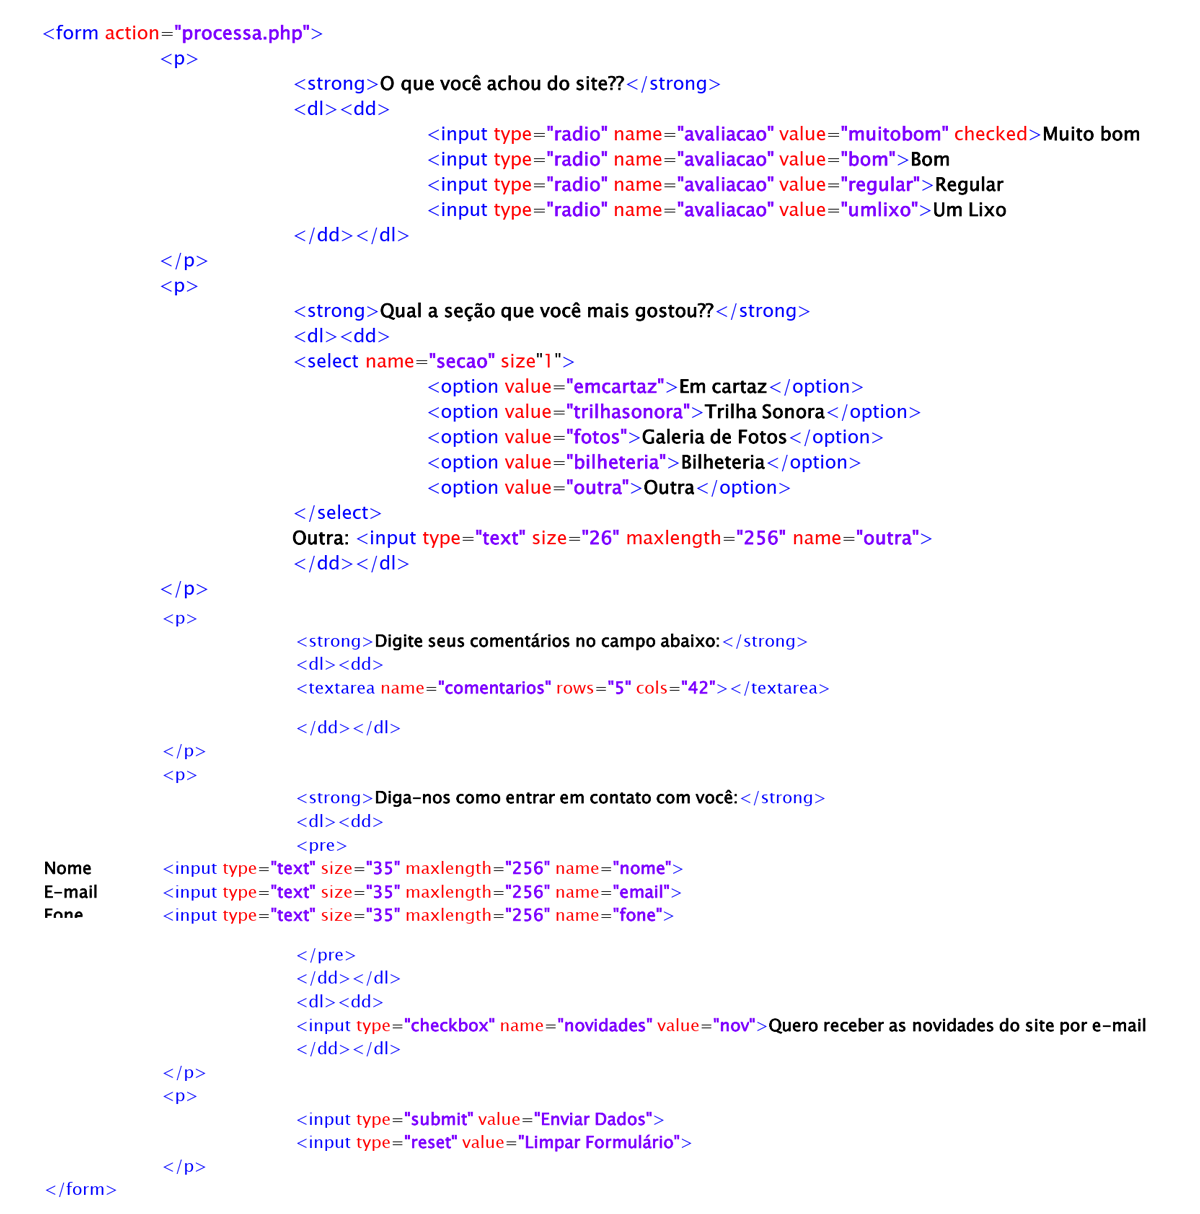 <form action="processa.php">
<p>
<strong>O que você achou do site??</strong>
<dl><dd>
<input type="radio" name="avaliacao" value="muitobom" checked>Muito bom
<input type="radio" name="avaliacao" value="bom">Bom
<input type="radio" name="avaliacao" value="regular">Regular
<input type="radio" name="avaliacao" value="umlixo">Um Lixo
</dd></dl>
</p>
<p>
<strong>Qual a seção que você mais gostou??</strong>
<dl><dd>
<select name="secao" size"1">
<option value="emcartaz">Em cartaz</option>
<option value="trilhasonora">Trilha Sonora</option>
<option value="fotos">Galeria de Fotos</option>
<option value="bilheteria">Bilheteria</option>
<option value="outra">Outra</option>
</select>
Outra: <input type="text" size="26" maxlength="256" name="outra">
</dd></dl>
</p>
<p>
<strong>Digite seus comentários no campo abaixo:</strong>
<dl><dd>
<textarea name="comentarios" rows="5" cols="42"></textarea>
</dd></dl>
</p>
<p>
<strong>Diga-nos como entrar em contato com você:</strong>
<dl><dd>
<pre>
Nome <input type="text" size="35" maxlength="256" name="nome">
E-mail <input type="text" size="35" maxlength="256" name="email">
Fone <input type="text" size="35" maxlength="256" name="fone">
</pre>
</dd></dl>
<dl><dd>
<input type="checkbox" name="novidades" value="nov">Quero receber as novidades do site por e-mail
</dd></dl>
</p>
<p>
<input type="submit" value="Enviar Dados">
<input type="reset" value="Limpar Formulário">
</p>
</form>